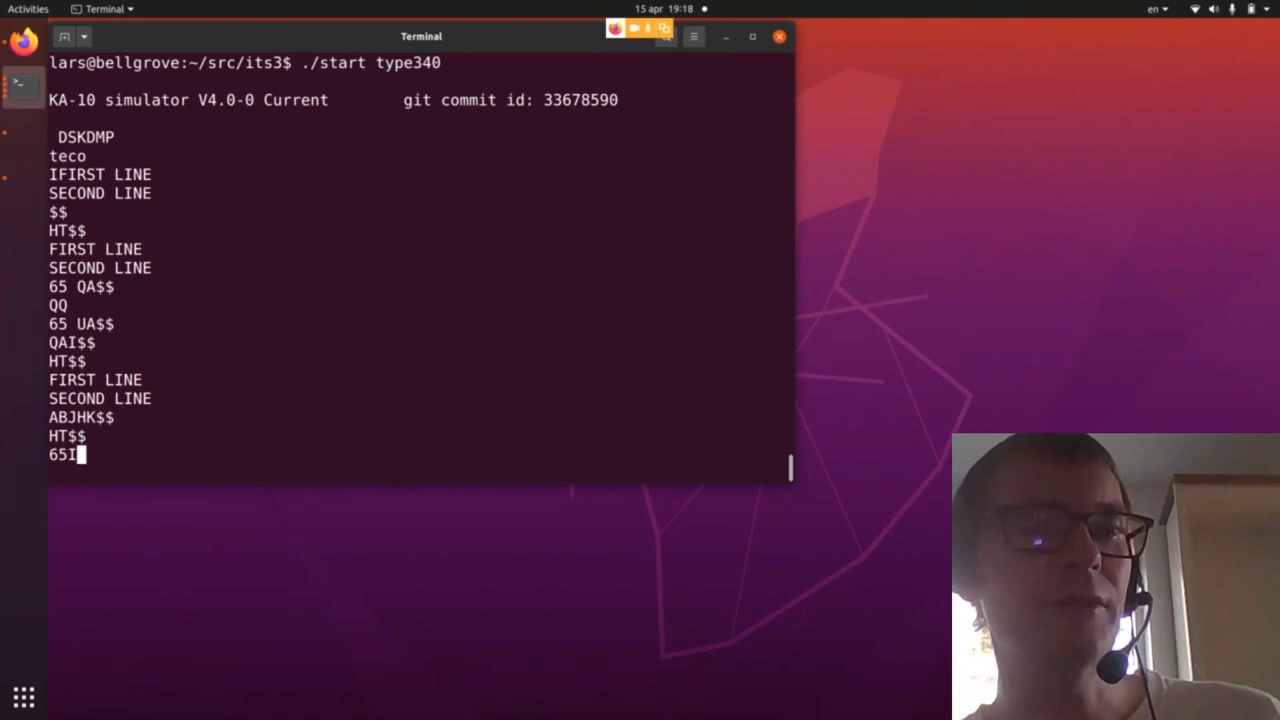 Activities
Terminal
15 apr 19:18
en
Terminal
lars@bellgrove:~/src/its3$ ./start type340
KA-10 simulator V4.0-0 Current git commit id: 33678590
DSKDMP
teco
IFIRST LINE
SECOND LINE
$$
HT$$
FIRST LINE
SECOND LINE
65 QA$$
QQ
65 UA$$
QAI$$
HT$$
FIRST LINE
SECOND LINE
ABJHK$$
HT$$
65I